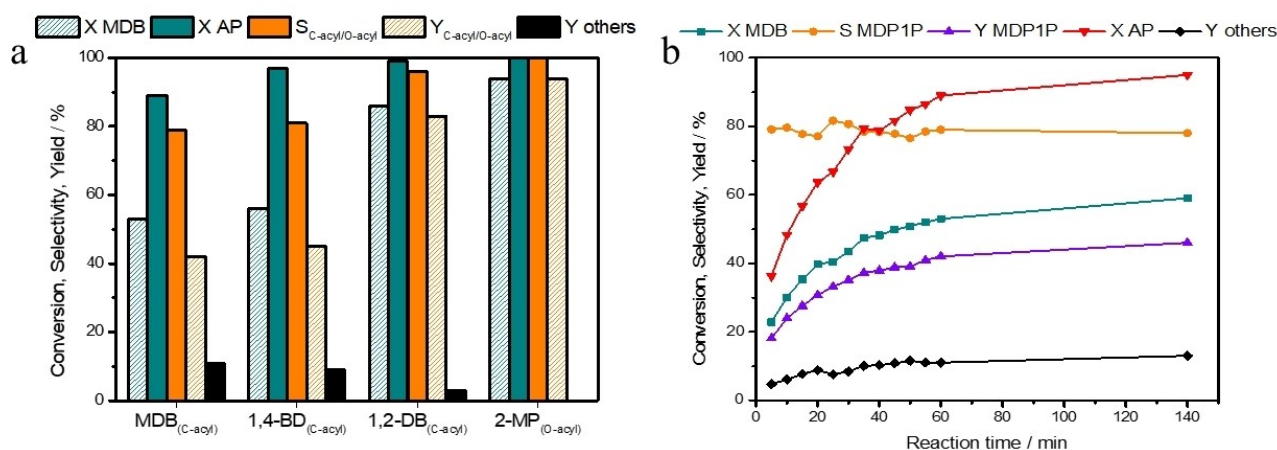 X MDB X AP S C-acyl/O-acyl Y C-acyl/O-acyl Y others
a
Conversion, Selectivity, Yield / %
100
80
60
40
20
0
MDB(C-acyl) 1,4-BD(C-acyl) 1,2-DB(C-acyl) 2-MP(O-acyl)
X MDB S MDP1P Y MDP1P X AP Y others
b
Conversion, Selectivity, Yield / %
100
80
60
40
20
0
0 20 40 60 80 100 120 140
Reaction time / min